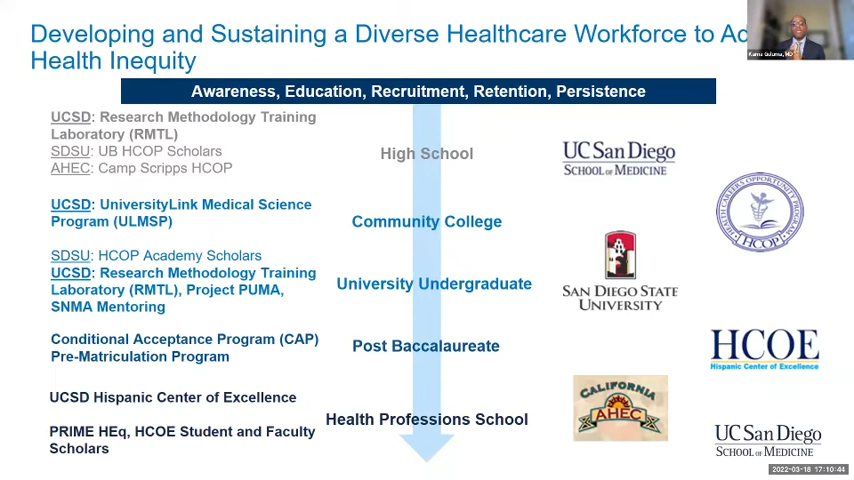 Developing and Sustaining a Diverse Healthcare Workforce to Ad
Health Inequity
Awareness, Education, Recruitment, Retention, Persistence
UCSD: Research Methodology Training
Laboratory (RMTL)
SDSU: UB HCOP Scholars
AHEC: Camp Scripps HCOP
High School
UCSD: UniversityLink Medical Science
Program (ULMSP)
Community College
SDSU: HCOP Academy Scholars
UCSD: Research Methodology Training
Laboratory (RMTL), Project PUMA,
SNMA Mentoring
University Undergraduate
Conditional Acceptance Program (CAP)
Pre-Matriculation Program
Post Baccalaureate
UCSD Hispanic Center of Excellence
PRIME HEq, HCOE Student and Faculty
Scholars
Health Professions School
UC San Diego
SCHOOL OF MEDICINE
HEALTH CAREERS OPPORTUNITY PROGRAM
HCOP
SAN DIEGO STATE
UNIVERSITY
HCOE
Hispanic Center of Excellence
CALIFORNIA
AHEC
UC San Diego
SCHOOL OF MEDICINE
2022-03-18 17:10:44